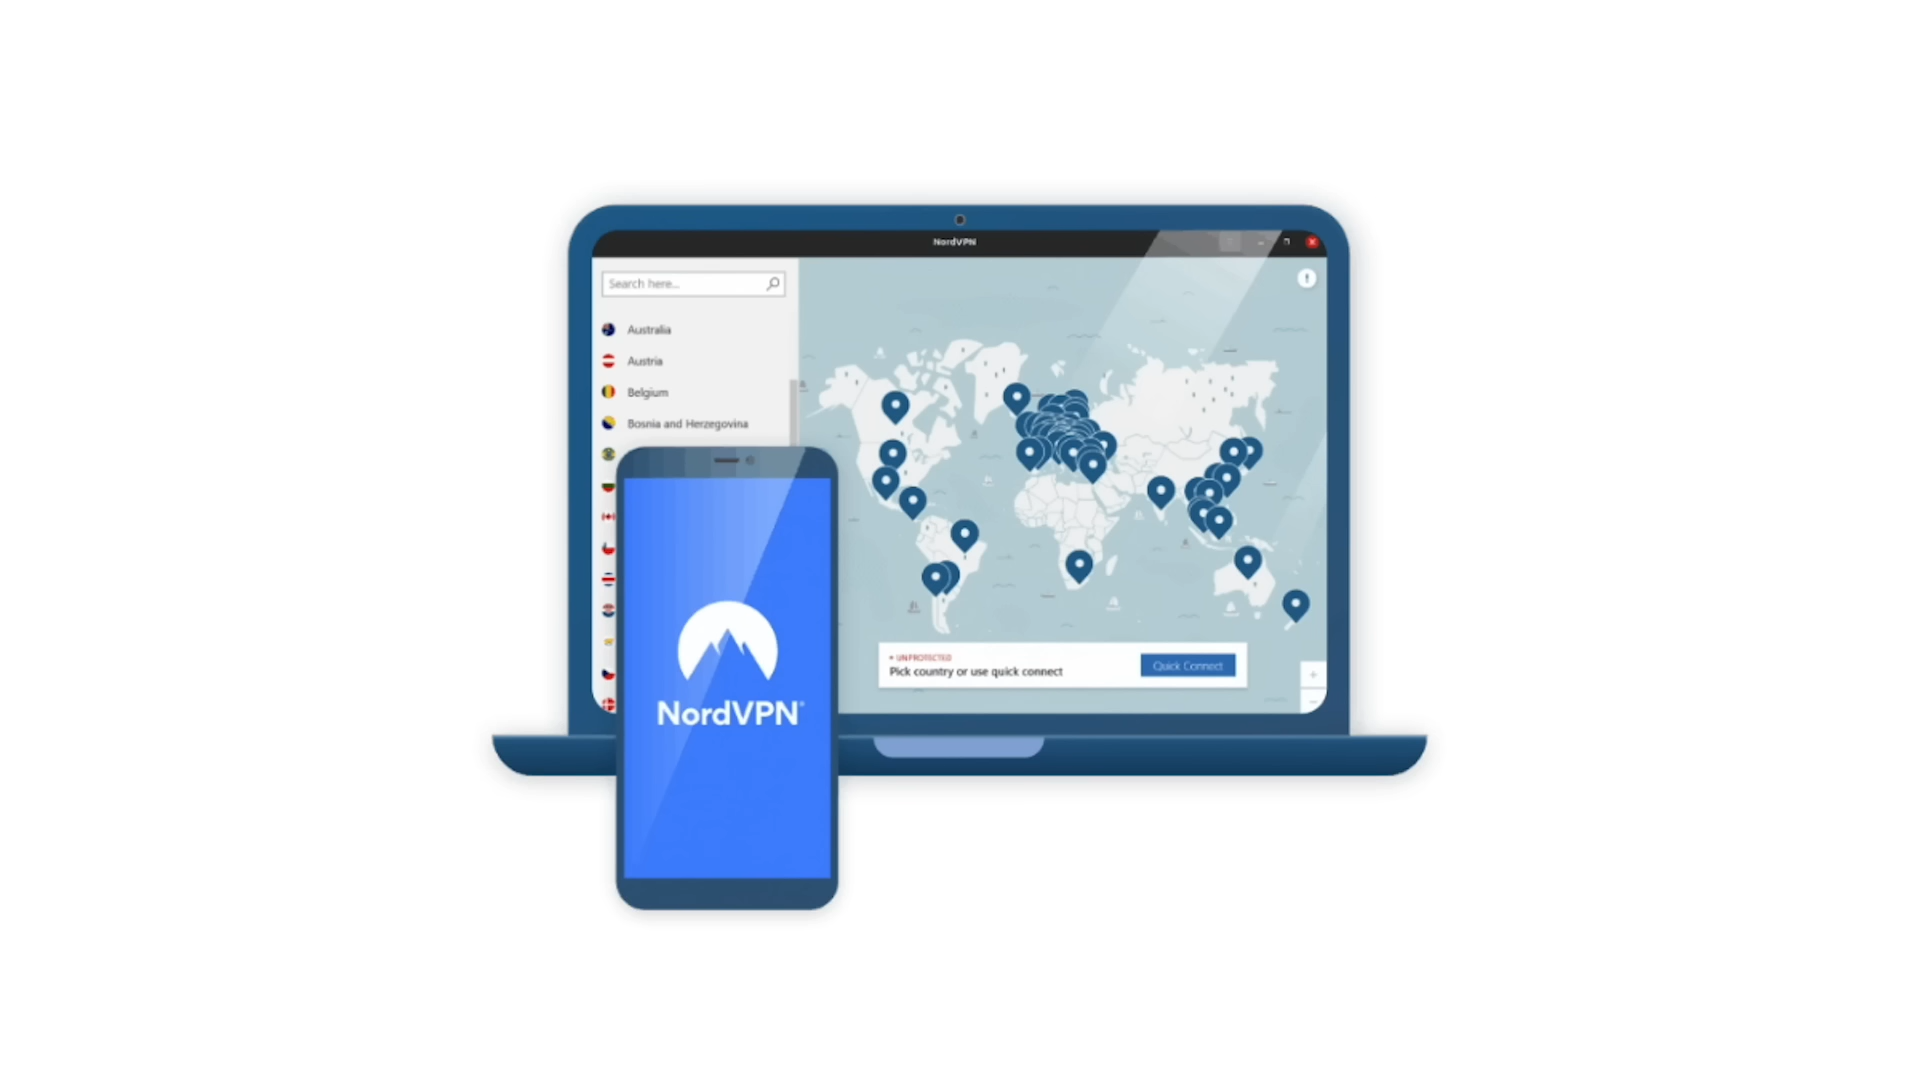 NordVPN
Search here...
Australia
Austria
Belgium
Bosnia and Herzegovina
UNPROTECTED
Pick country or use quick connect
Quick Connect
NordVPN®